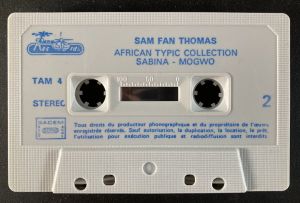 SAM FAN THOMAS
AFRICAN TYPIC COLLECTION
SABINA - MOGWO
TAM 4
STEREO
100 50 0
2
SACEM
Tous droits du producteur phonographique et du propriétaire de l'œuvre
enregistrée réservés. Sauf autorisation, la duplication, la location, le prêt,
l'utilisation pour exécution publique et radiodiffusion sont interdits